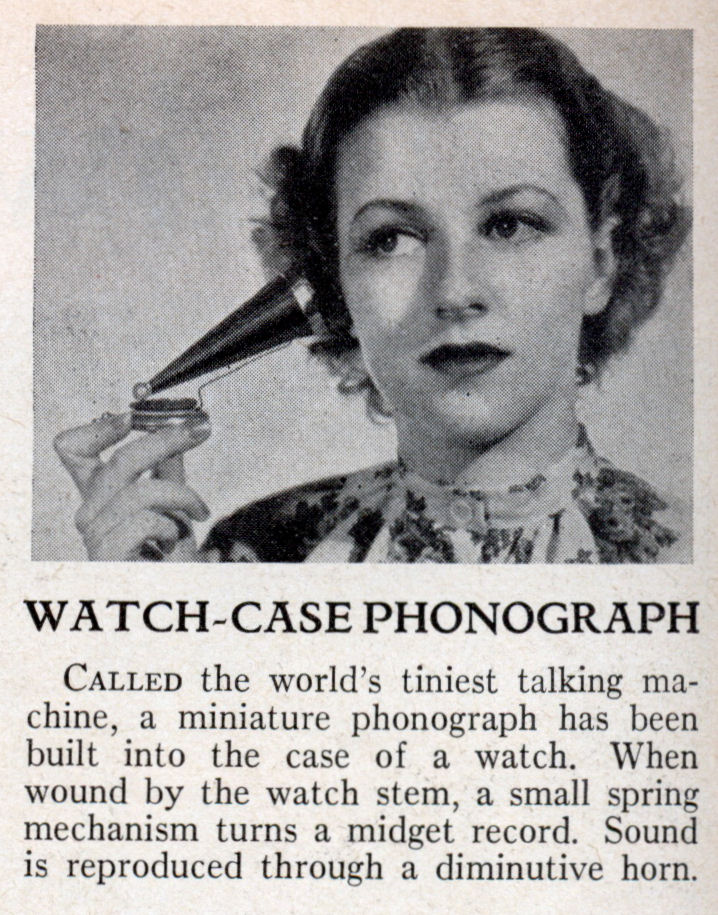 WATCH-CASE PHONOGRAPH
CALLED the world's tiniest talking ma-
chine, a miniature phonograph has been
built into the case of a watch. When
wound by the watch stem, a small spring
mechanism turns a midget record. Sound
is reproduced through a diminutive horn.